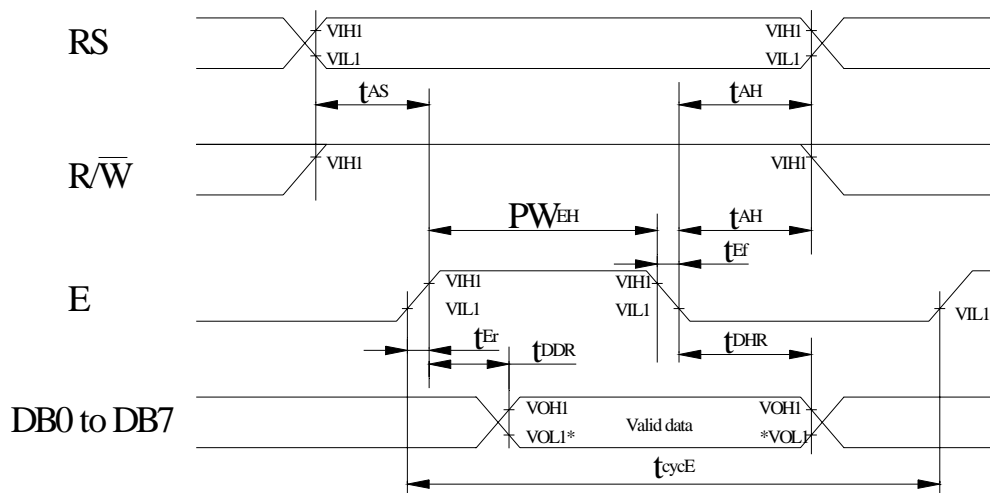 RS
VIH1
VIH1
VIL1
VIL1
tAS
tAH
R/W̅
VIH1
VIH1
PWEH
tAH
tEf
E
VIH1
VIH1
VIL1
VIL1
VIL1
tEr
tDDR
tDHR
DB0 to DB7
VOH1
Valid data
VOH1
VOL1*
*VOL1
tcycE